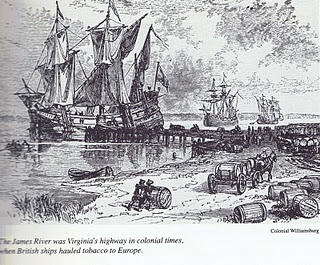 Colonial Williamsburg
The James River was Virginia's highway in colonial times,
when British ships hauled tobacco to Europe.